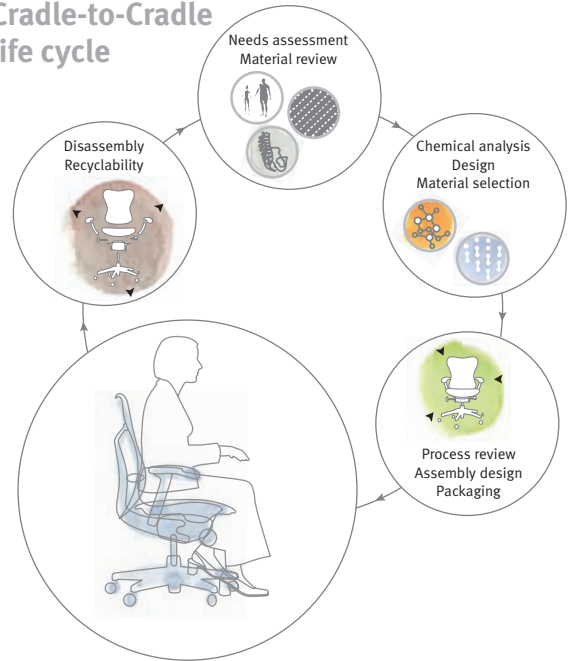 Cradle-to-Cradle
life cycle
Needs assessment
Material review
Chemical analysis
Design
Material selection
Process review
Assembly design
Packaging
Disassembly
Recyclability